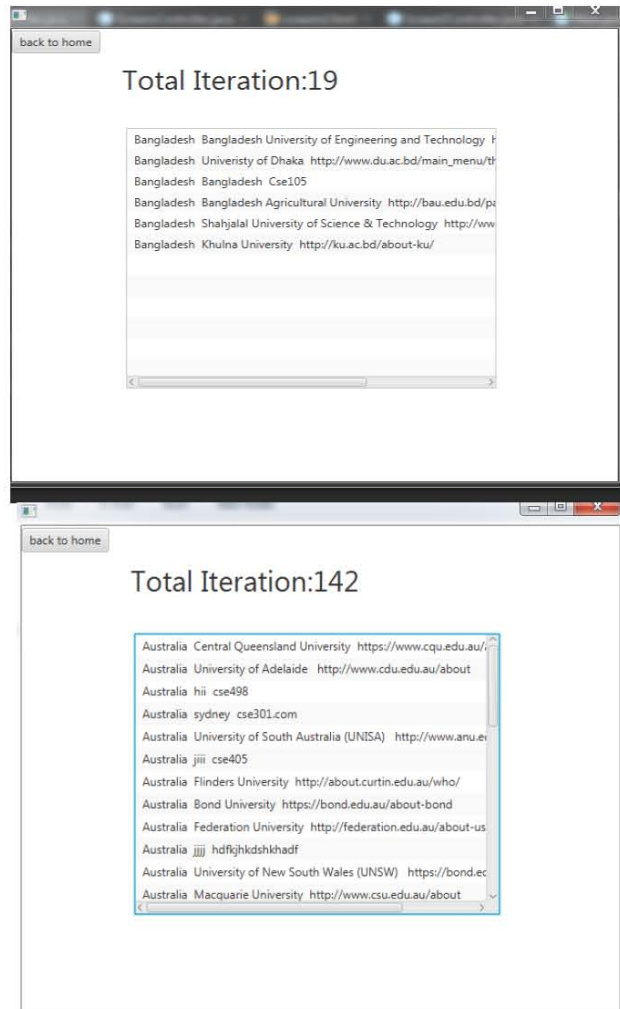 back to home
Total Iteration:19
Bangladesh Bangladesh University of Engineering and Technology
Bangladesh Univeristy of Dhaka http://www.du.ac.bd/main_menu/th
Bangladesh Bangladesh Cse105
Bangladesh Bangladesh Agricultural University http://bau.edu.bd/pa
Bangladesh Shahjalal University of Science & Technology http://ww
Bangladesh Khulna University http://ku.ac.bd/about-ku/
back to home
Total Iteration:142
Australia Central Queensland University https://www.cqu.edu.au/
Australia University of Adelaide http://www.cdu.edu.au/about
Australia hii cse498
Australia sydney cse301.com
Australia University of South Australia (UNISA) http://www.anu.e
Australia jiii cse405
Australia Flinders University http://about.curtin.edu.au/who/
Australia Bond University https://bond.edu.au/about-bond
Australia Federation University http://federation.edu.au/about-us
Australia jjjj hdfkjhkdshkhadf
Australia University of New South Wales (UNSW) https://bond.ec
Australia Macquarie University http://www.csu.edu.au/about